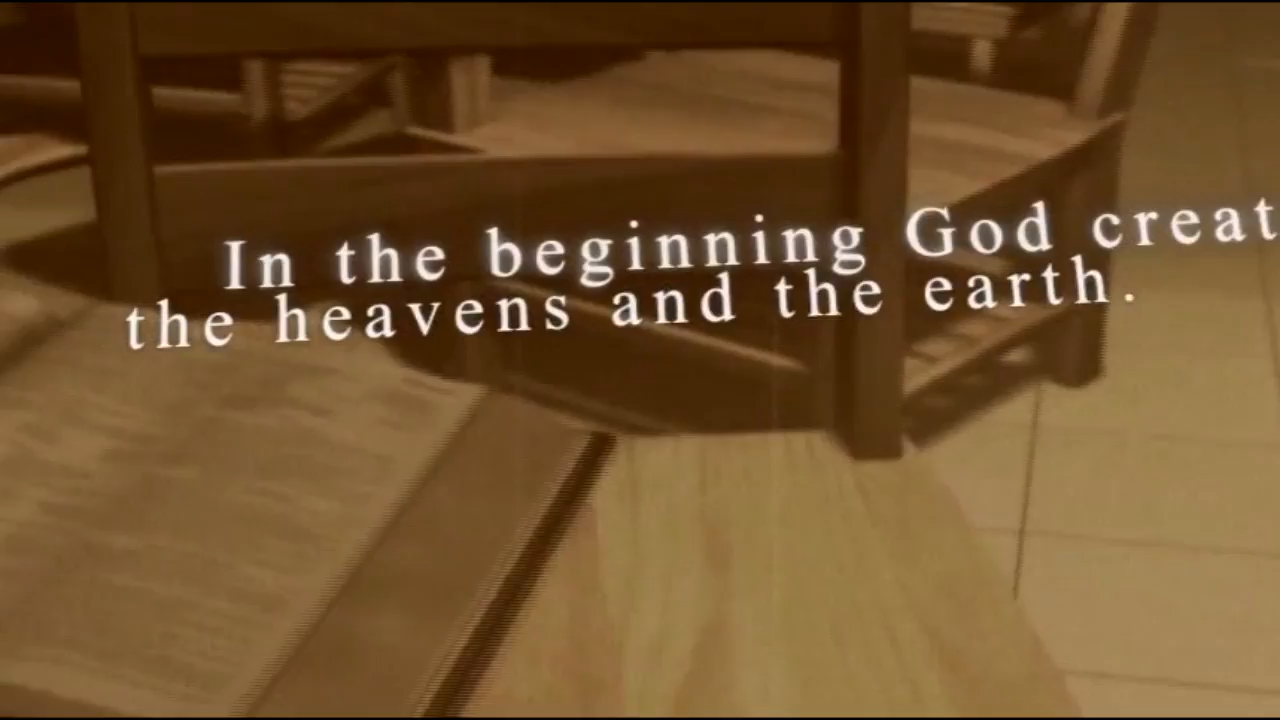 In the beginning God creat
the heavens and the earth.